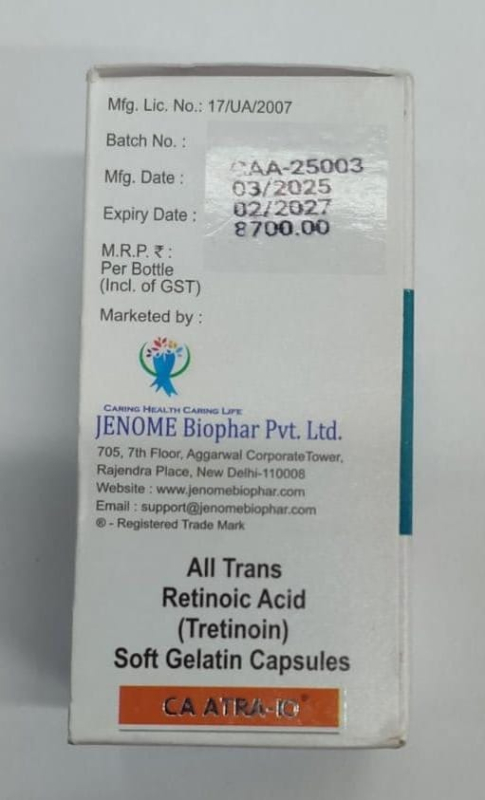 Mfg. Lic. No.: 17/UA/2007
Batch No. : CAA-25003
Mfg. Date : 03/2025
Expiry Date : 02/2027
M.R.P. ₹ : 8700.00
Per Bottle
(Incl. of GST)
Marketed by :
CARING HEALTH CARING LIFE
JENOME Biophar Pvt. Ltd.
705, 7th Floor, Aggarwal CorporateTower,
Rajendra Place, New Delhi-110008
Website : www.jenomebiophar.com
Email : support@jenomebiophar.com
® - Registered Trade Mark
All Trans
Retinoic Acid
(Tretinoin)
Soft Gelatin Capsules
CA ATRA-10®